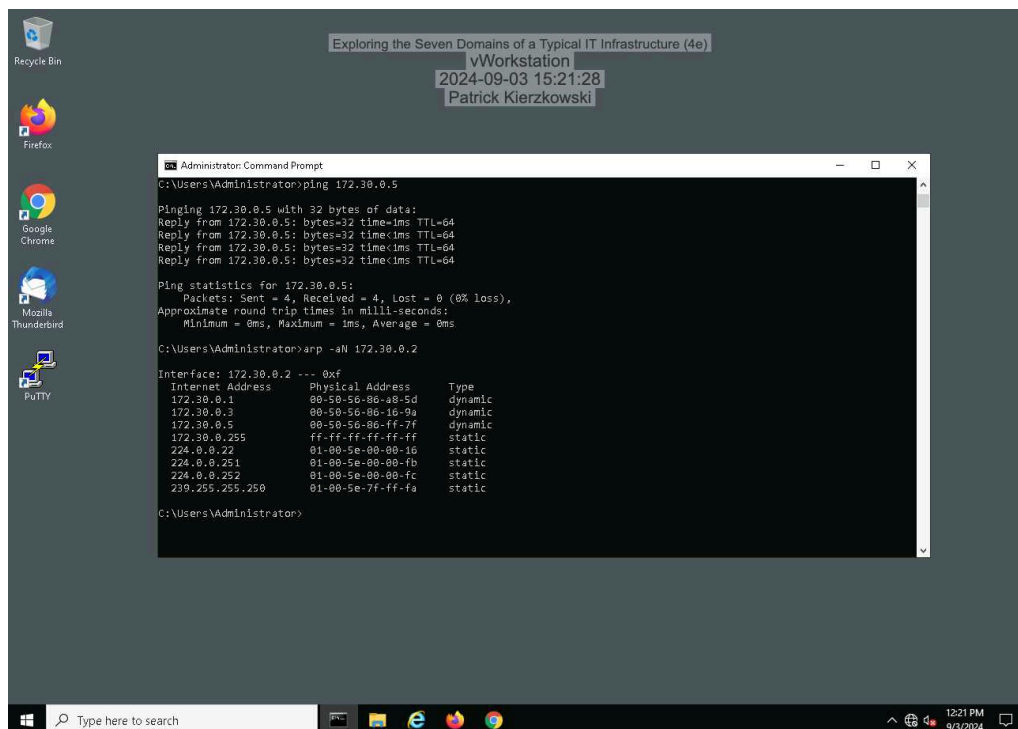 Exploring the Seven Domains of a Typical IT Infrastructure (4e)
vWorkstation
2024-09-03 15:21:28
Patrick Kierzkowski
Recycle Bin
Firefox
Google
Chrome
Mozilla
Thunderbird
PuTTY
Administrator: Command Prompt
C:\Users\Administrator>ping 172.30.0.5
Pinging 172.30.0.5 with 32 bytes of data:
Reply from 172.30.0.5: bytes=32 time=1ms TTL=64
Reply from 172.30.0.5: bytes=32 time<1ms TTL=64
Reply from 172.30.0.5: bytes=32 time<1ms TTL=64
Reply from 172.30.0.5: bytes=32 time<1ms TTL=64
Ping statistics for 172.30.0.5:
Packets: Sent = 4, Received = 4, Lost = 0 (0% loss),
Approximate round trip times in milli-seconds:
Minimum = 0ms, Maximum = 1ms, Average = 0ms
C:\Users\Administrator>arp -aN 172.30.0.2
Interface: 172.30.0.2 --- 0xf
Internet Address Physical Address Type
172.30.0.1 00-50-56-86-a8-5d dynamic
172.30.0.3 00-50-56-86-16-9a dynamic
172.30.0.5 00-50-56-86-ff-7f dynamic
172.30.0.255 ff-ff-ff-ff-ff-ff static
224.0.0.22 01-00-5e-00-00-16 static
224.0.0.251 01-00-5e-00-00-fb static
224.0.0.252 01-00-5e-00-00-fc static
239.255.255.250 01-00-5e-7f-ff-fa static
C:\Users\Administrator>
Type here to search
12:21 PM
9/3/2024